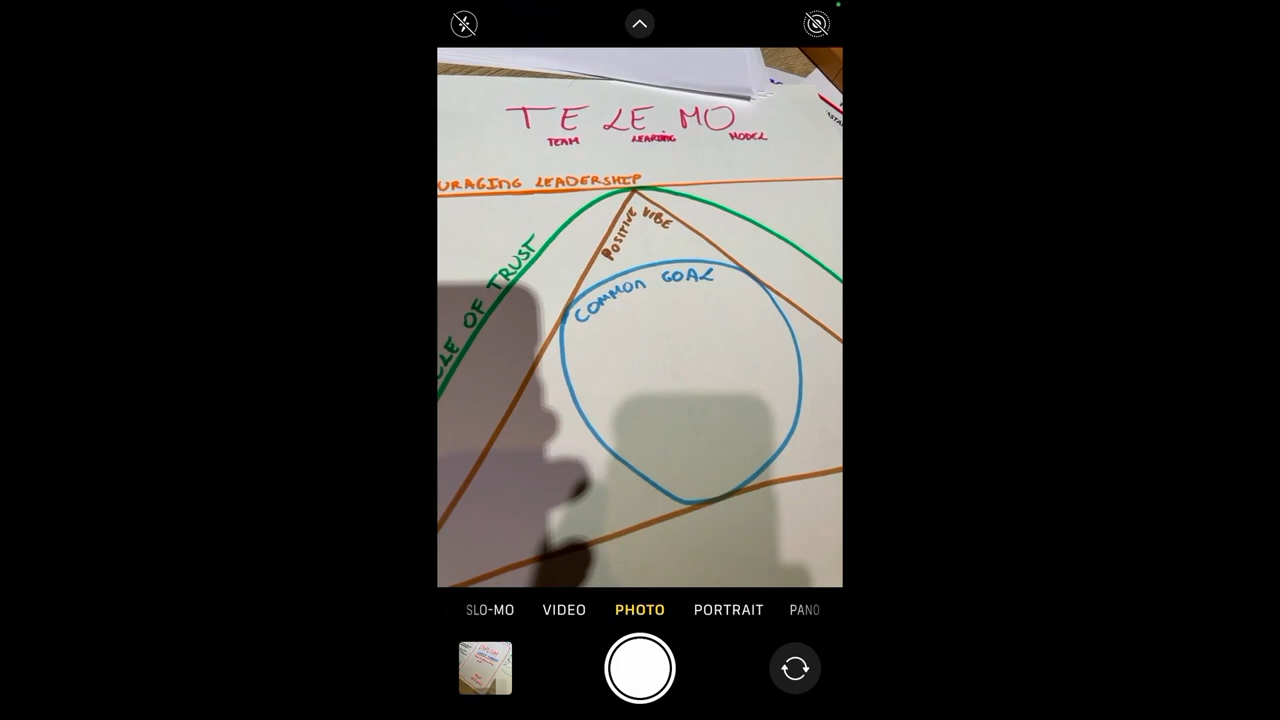 TE LE MO
TEAM LEARNING MODEL
URAGING LEADERSHIP
POSITIVE VIBE
CLE OF TRUST
COMMON GOAL
SLO-MO VIDEO PHOTO PORTRAIT PANO